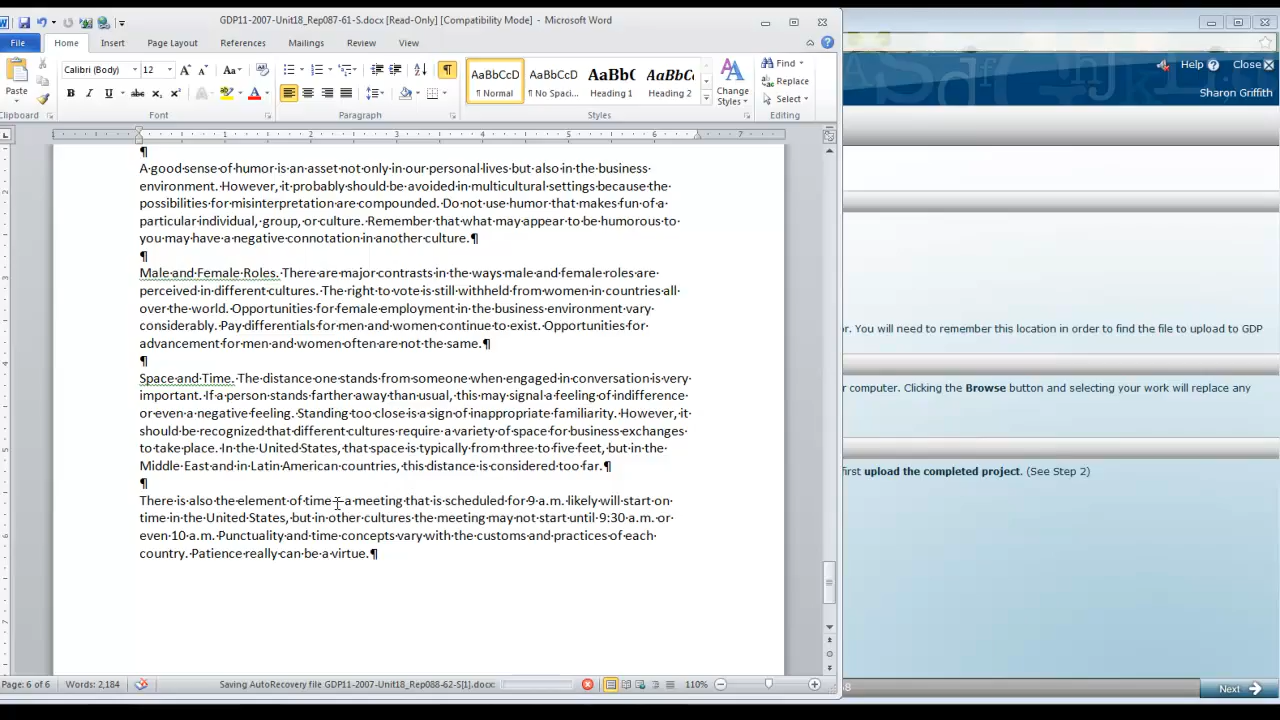 GDP11-2007-Unit18_Rep087-61-S.docx [Read-Only] [Compatibility Mode] - Microsoft Word
File Home Insert Page Layout References Mailings Review View
Help Close
Sharon Griffith
Paste
Calibri (Body) 12
AaBbCcD AaBbCcD AaBb( AaBbCc
¶ Normal ¶ No Spaci... Heading 1 Heading 2
Change Styles
Find
Replace
Select
Clipboard Font Paragraph Styles Editing
¶
A good sense of humor is an asset not only in our personal lives but also in the business
environment. However, it probably should be avoided in multicultural settings because the
possibilities for misinterpretation are compounded. Do not use humor that makes fun of a
particular individual, group, or culture. Remember that what may appear to be humorous to
you may have a negative connotation in another culture.¶
¶
Male and Female Roles. There are major contrasts in the ways male and female roles are
perceived in different cultures. The right to vote is still withheld from women in countries all
over the world. Opportunities for female employment in the business environment vary
considerably. Pay differentials for men and women continue to exist. Opportunities for
advancement for men and women often are not the same.¶
¶
Space and Time. The distance one stands from someone when engaged in conversation is very
important. If a person stands farther away than usual, this may signal a feeling of indifference
or even a negative feeling. Standing too close is a sign of inappropriate familiarity. However, it
should be recognized that different cultures require a variety of space for business exchanges
to take place. In the United States, that space is typically from three to five feet, but in the
Middle East and in Latin American countries, this distance is considered too far.¶
¶
There is also the element of time—a meeting that is scheduled for 9 a.m. likely will start on
time in the United States, but in other cultures the meeting may not start until 9:30 a.m. or
even 10 a.m. Punctuality and time concepts vary with the customs and practices of each
country. Patience really can be a virtue.¶
or. You will need to remember this location in order to find the file to upload to GDP
r computer. Clicking the Browse button and selecting your work will replace any
first upload the completed project. (See Step 2)
Next
Page: 6 of 6 Words: 2,184 Saving AutoRecovery file GDP11-2007-Unit18_Rep088-62-S[1].docx: 110%